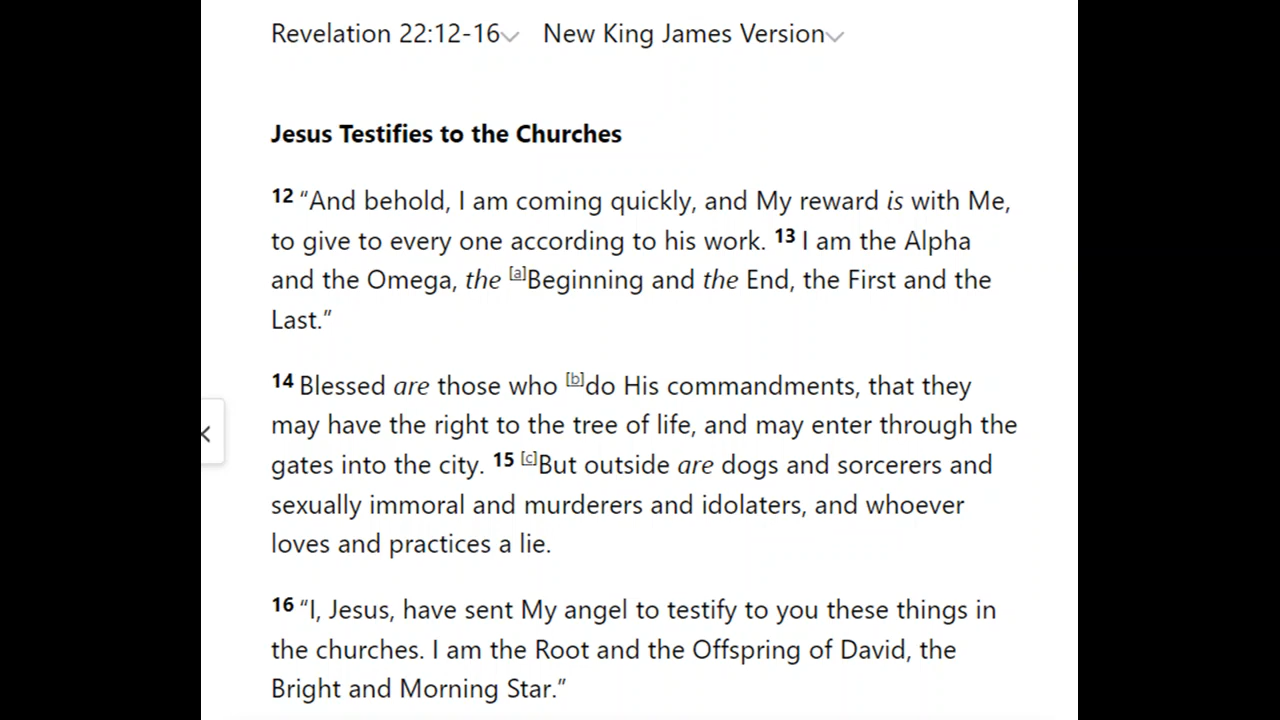 Revelation 22:12-16 New King James Version
Jesus Testifies to the Churches
12 “And behold, I am coming quickly, and My reward is with Me,
to give to every one according to his work. 13 I am the Alpha
and the Omega, the [a]Beginning and the End, the First and the
Last.”
14 Blessed are those who [b]do His commandments, that they
may have the right to the tree of life, and may enter through the
gates into the city. 15 [c]But outside are dogs and sorcerers and
sexually immoral and murderers and idolaters, and whoever
loves and practices a lie.
16 “I, Jesus, have sent My angel to testify to you these things in
the churches. I am the Root and the Offspring of David, the
Bright and Morning Star.”